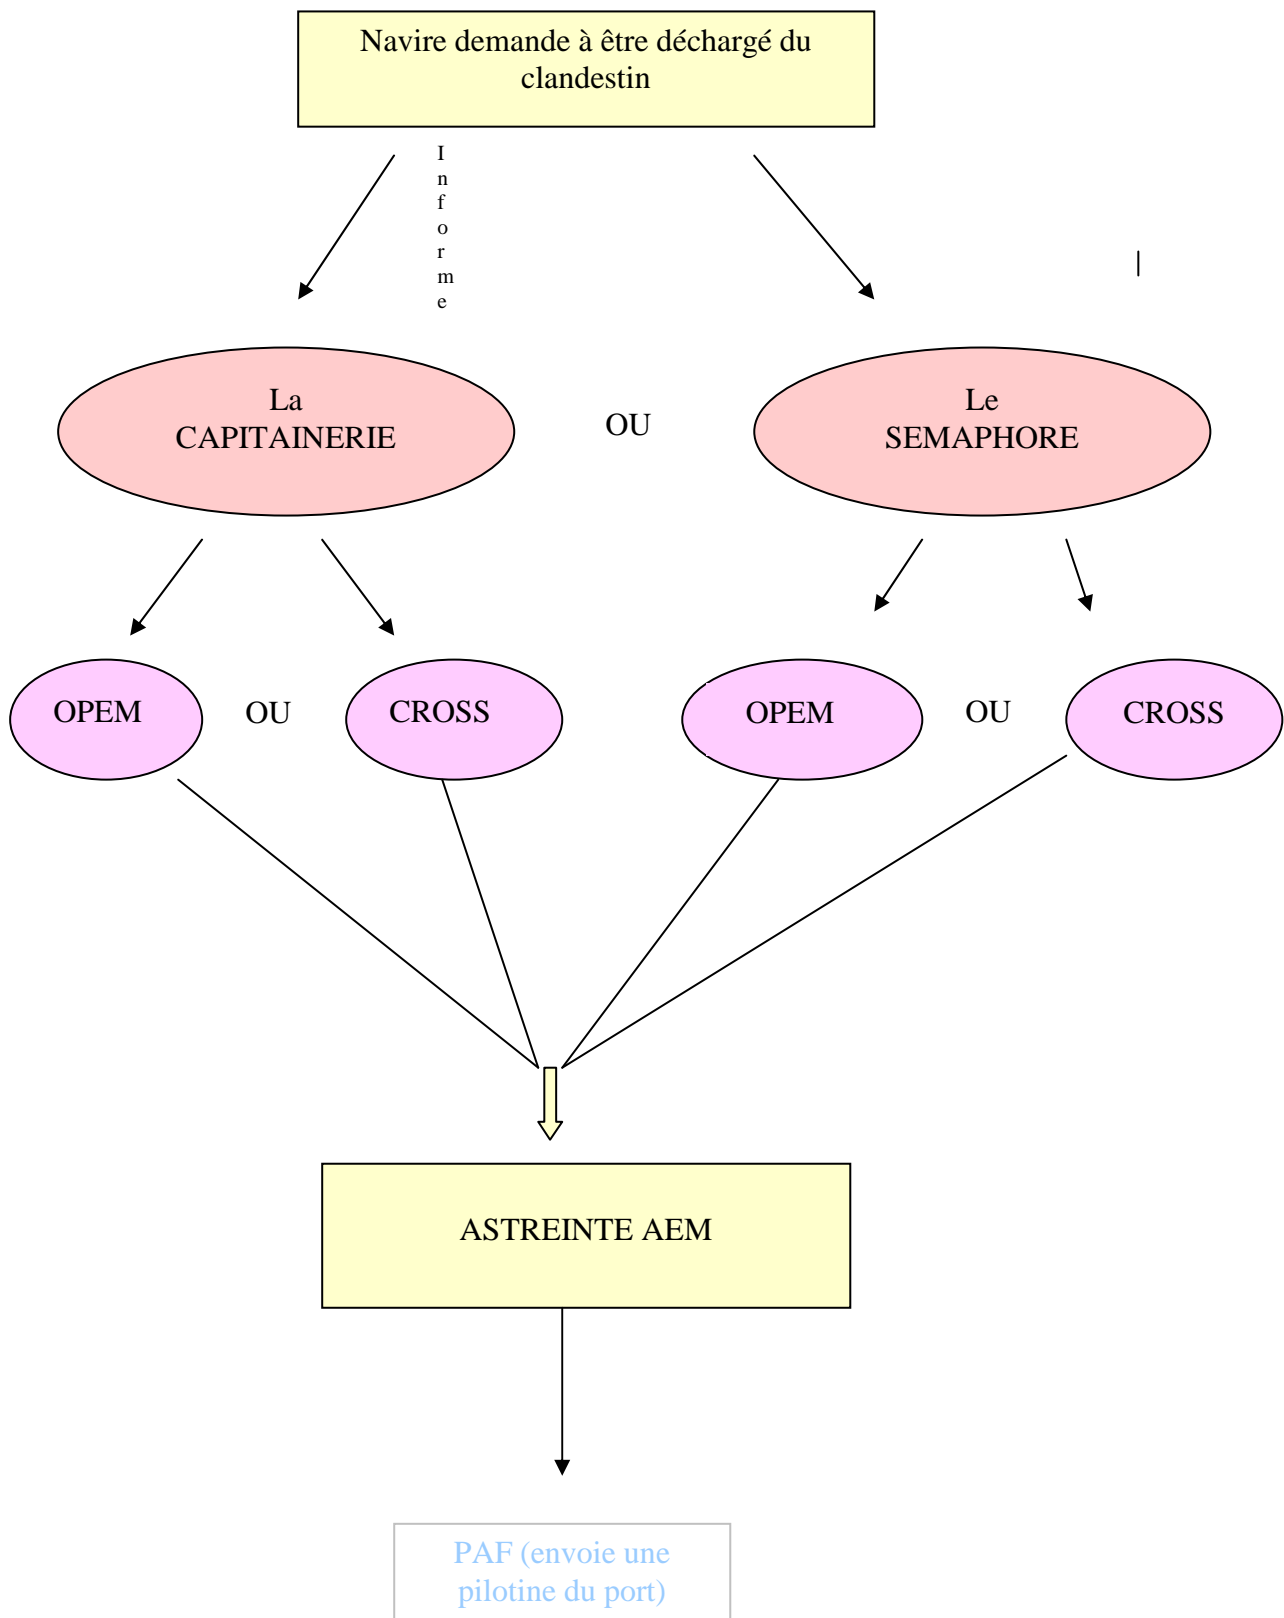 Navire demande à être déchargé du
clandestin
Informe
La
CAPITAINERIE
OU
Le
SEMAPHORE
OPEM
OU
CROSS
OPEM
OU
CROSS
ASTREINTE AEM
PAF (envoie une
pilotine du port)